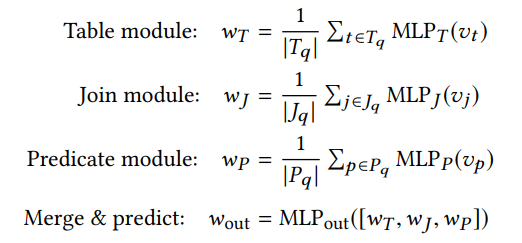 Table module: w_T = \frac{1}{|T_q|} \sum_{t \in T_q} MLP_T(v_t)
Join module: w_J = \frac{1}{|J_q|} \sum_{j \in J_q} MLP_J(v_j)
Predicate module: w_P = \frac{1}{|P_q|} \sum_{p \in P_q} MLP_P(v_p)
Merge & predict: w_out = MLP_out([w_T, w_J, w_P])